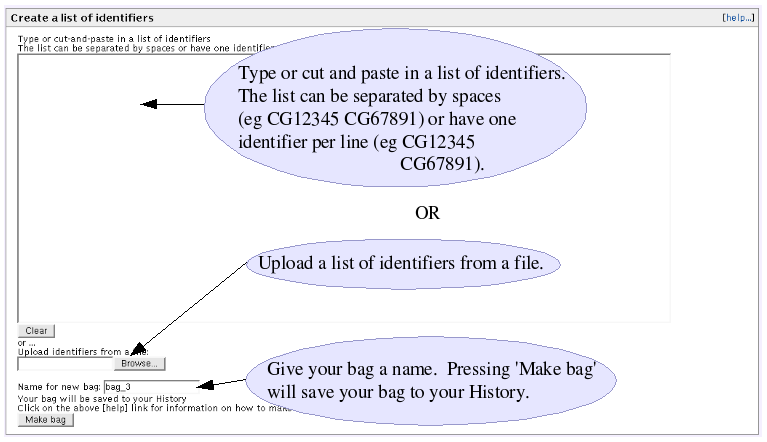 Create a list of identifiers
[help...]
Type or cut-and-paste in a list of identifiers
The list can be separated by spaces or have one
Type or cut and paste in a list of identifiers.
The list can be separated by spaces
(eg CG12345 CG67891) or have one
identifier per line (eg CG12345
CG67891).
OR
Upload a list of identifiers from a file.
Clear
or ...
Upload identifiers from a file:
Browse...
Give your bag a name. Pressing 'Make bag'
will save your bag to your History.
Name for new bag: bag_3
Your bag will be saved to your History
Click on the above [help] link for information on how to make
Make bag